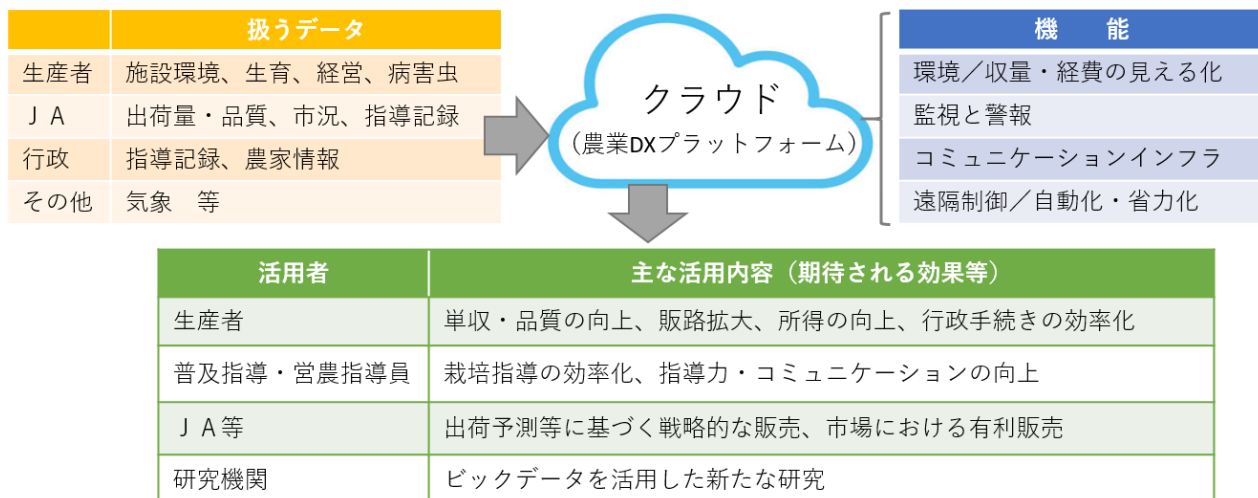 扱うデータ
生産者 施設環境、生育、経営、病害虫
ＪＡ 出荷量・品質、市況、指導記録
行政 指導記録、農家情報
その他 気象　等
クラウド
（農業DXプラットフォーム）
機　　能
環境／収量・経費の見える化
監視と警報
コミュニケーションインフラ
遠隔制御／自動化・省力化
活用者 主な活用内容（期待される効果等）
生産者 単収・品質の向上、販路拡大、所得の向上、行政手続きの効率化
普及指導・営農指導員 栽培指導の効率化、指導力・コミュニケーションの向上
ＪＡ等 出荷予測等に基づく戦略的な販売、市場における有利販売
研究機関 ビックデータを活用した新たな研究